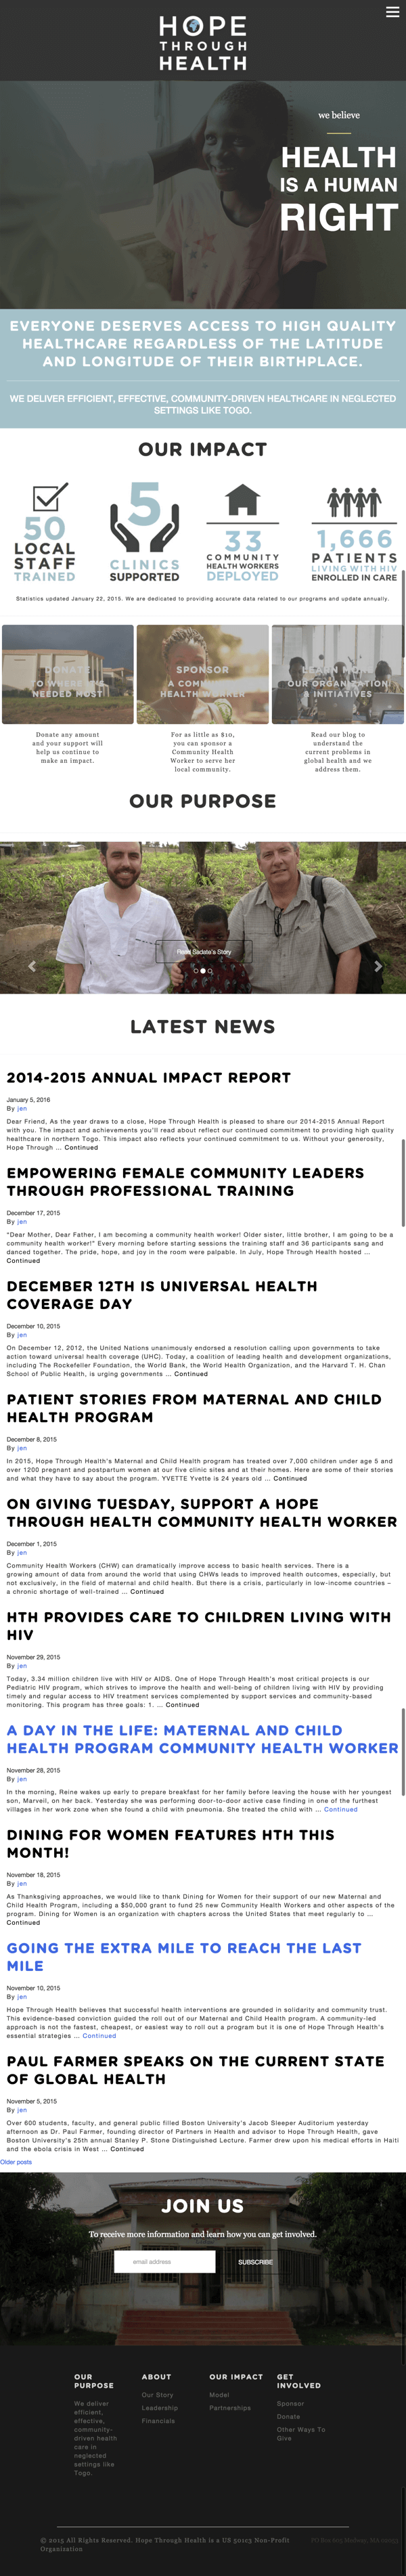 HOPE
THROUGH
HEALTH
we believe
HEALTH
IS A HUMAN
RIGHT
EVERYONE DESERVES ACCESS TO HIGH QUALITY
HEALTHCARE REGARDLESS OF THE LATITUDE
AND LONGITUDE OF THEIR BIRTHPLACE.
WE DELIVER EFFICIENT, EFFECTIVE, COMMUNITY-DRIVEN HEALTHCARE IN NEGLECTED
SETTINGS LIKE TOGO.
OUR IMPACT
50
LOCAL
STAFF
TRAINED
5
CLINICS
SUPPORTED
33
COMMUNITY
HEALTH WORKERS
DEPLOYED
1,666
PATIENTS
LIVING WITH HIV
ENROLLED IN CARE
Statistics updated January 22, 2015. We are dedicated to providing accurate data related to our programs and update annually.
DONATE
TO WHERE IT'S
NEEDED MOST
SPONSOR
A COMMUNITY
HEALTH WORKER
LEARN MORE
OUR ORGANIZATION
& INITIATIVES
Donate any amount
and your support will
help us continue to
make an impact.
For as little as $10,
you can sponsor a
Community Health
Worker to serve her
local community.
Read our blog to
understand the
current problems in
global health and we
address them.
OUR PURPOSE
Read Sadate's Story
LATEST NEWS
2014-2015 ANNUAL IMPACT REPORT
January 5, 2016
By jen
Dear Friend, As the year draws to a close, Hope Through Health is pleased to share our 2014-2015 Annual Report
with you. The impact and achievements you'll read about reflect our continued commitment to providing high quality
healthcare in northern Togo. This impact also reflects your continued commitment to us. Without your generosity,
Hope Through ... Continued
EMPOWERING FEMALE COMMUNITY LEADERS
THROUGH PROFESSIONAL TRAINING
December 17, 2015
By jen
"Dear Mother, Dear Father, I am becoming a community health worker! Older sister, little brother, I am going to be a
community health worker!" Every morning before starting sessions the training staff and 36 participants sang and
danced together. The pride, hope, and joy in the room were palpable. In July, Hope Through Health hosted ...
Continued
DECEMBER 12TH IS UNIVERSAL HEALTH
COVERAGE DAY
December 10, 2015
By jen
On December 12, 2012, the United Nations unanimously endorsed a resolution calling upon governments to take
action toward universal health coverage (UHC). Today, a coalition of leading health and development organizations,
including The Rockefeller Foundation, the World Bank, the World Health Organization, and the Harvard T. H. Chan
School of Public Health, is urging governments ... Continued
PATIENT STORIES FROM MATERNAL AND CHILD
HEALTH PROGRAM
December 8, 2015
By jen
In 2015, Hope Through Health's Maternal and Child Health program has treated over 7,000 children under age 5 and
over 1200 pregnant and postpartum women at our five clinic sites and at their homes. Here are some of their stories
and what they have to say about the program. YVETTE Yvette is 24 years old ... Continued
ON GIVING TUESDAY, SUPPORT A HOPE
THROUGH HEALTH COMMUNITY HEALTH WORKER
December 1, 2015
By jen
Community Health Workers (CHW) can dramatically improve access to basic health services. There is a
growing amount of data from around the world that using CHWs leads to improved health outcomes, especially, but
not exclusively, in the field of maternal and child health. But there is a crisis, particularly in low-income countries –
a chronic shortage of well-trained ... Continued
HTH PROVIDES CARE TO CHILDREN LIVING WITH
HIV
November 29, 2015
By jen
Today, 3.34 million children live with HIV or AIDS. One of Hope Through Health's most critical projects is our
Pediatric HIV program, which strives to improve the health and well-being of children living with HIV by providing
timely and regular access to HIV treatment services complemented by support services and community-based
monitoring. This program has three goals: 1. ... Continued
A DAY IN THE LIFE: MATERNAL AND CHILD
HEALTH PROGRAM COMMUNITY HEALTH WORKER
November 28, 2015
By jen
In the morning, Reine wakes up early to prepare breakfast for her family before leaving the house with her youngest
son, Marveil, on her back. Yesterday she was performing door-to-door active case finding in one of the furthest
villages in her work zone when she found a child with pneumonia. She treated the child with ... Continued
DINING FOR WOMEN FEATURES HTH THIS
MONTH!
November 18, 2015
By jen
As Thanksgiving approaches, we would like to thank Dining for Women for their support of our new Maternal and
Child Health Program, including a $50,000 grant to fund 25 new Community Health Workers and other aspects of the
program. Dining for Women is an organization with chapters across the United States that meet regularly to ...
Continued
GOING THE EXTRA MILE TO REACH THE LAST
MILE
November 10, 2015
By jen
Hope Through Health believes that successful health interventions are grounded in solidarity and community trust.
This evidence-based conviction guided the roll out of our Maternal and Child Health program. A community-led
approach is not the fastest, cheapest, or easiest way to roll out a program but it is one of Hope Through Health's
essential strategies ... Continued
PAUL FARMER SPEAKS ON THE CURRENT STATE
OF GLOBAL HEALTH
November 5, 2015
By jen
Over 600 students, faculty, and general public filled Boston University's Jacob Sleeper Auditorium yesterday
afternoon as Dr. Paul Farmer, founding director of Partners in Health and advisor to Hope Through Health, gave
Boston University's 25th annual Stanley P. Stone Distinguished Lecture. Farmer drew upon his medical efforts in Haiti
and the ebola crisis in West ... Continued
Older posts
JOIN US
To receive more information and learn how you can get involved.
email address
SUBSCRIBE
OUR
PURPOSE
We deliver
efficient,
effective,
community-
driven health
care in
neglected
settings like
Togo.
ABOUT
Our Story
Leadership
Financials
OUR IMPACT
Model
Partnerships
GET
INVOLVED
Sponsor
Donate
Other Ways To
Give
© 2015 All Rights Reserved. Hope Through Health is a US 501c3 Non-Profit
Organization